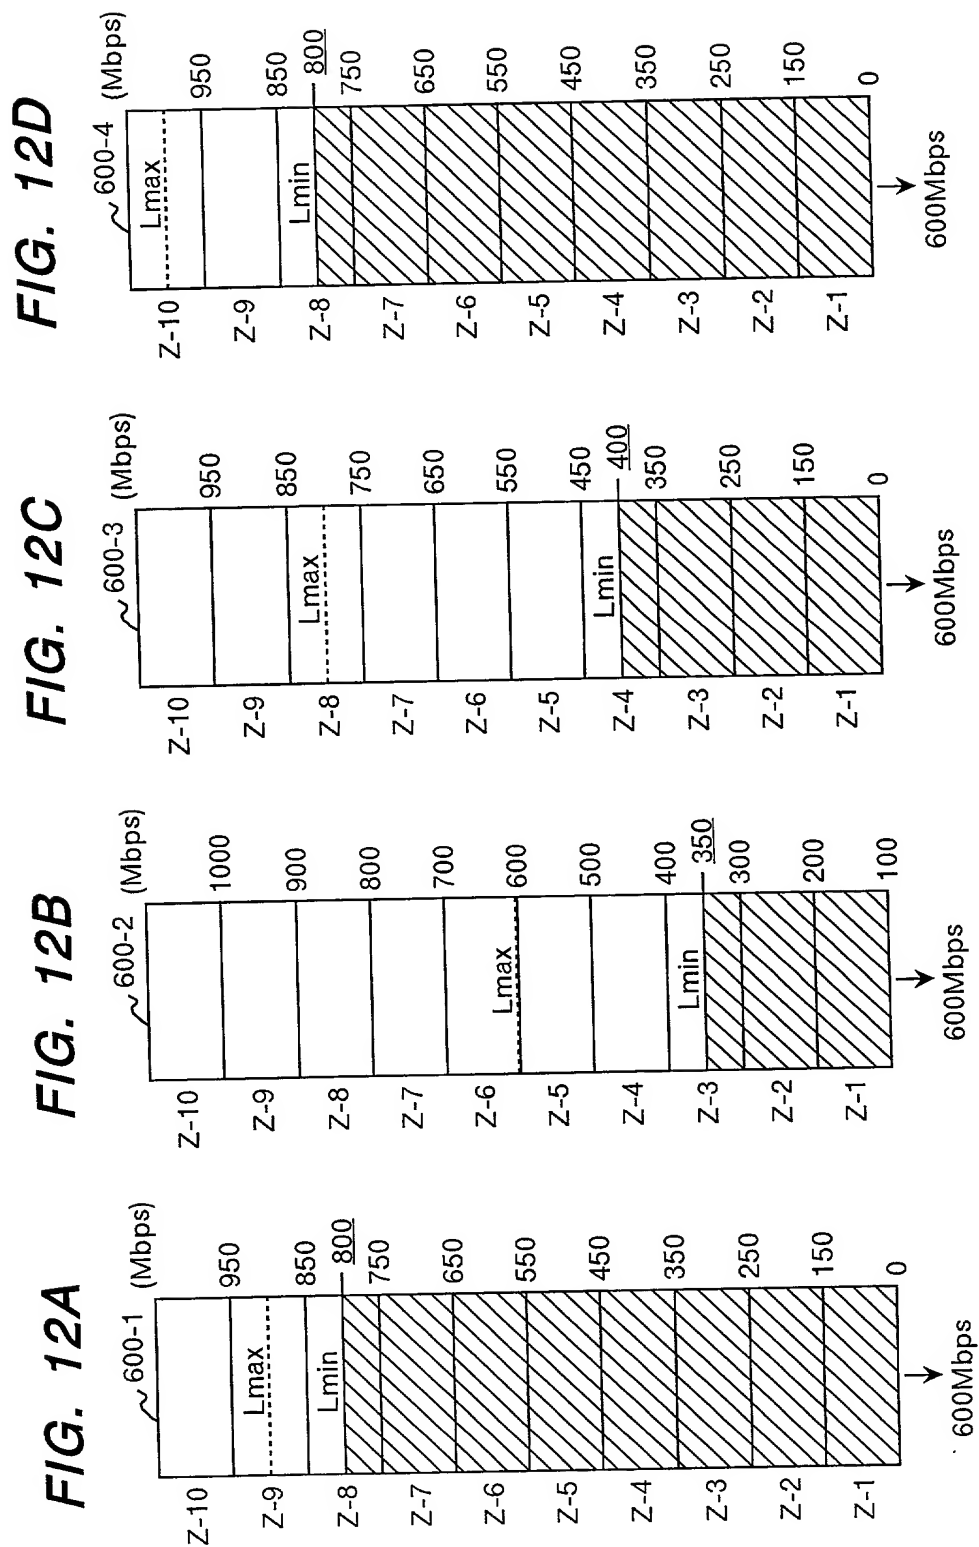 FIG. 12A
600-1
(Mbps)
Z-10
950
Z-9
Lmax
850
Z-8
Lmin
800
750
Z-7
650
Z-6
550
Z-5
450
Z-4
350
Z-3
250
Z-2
150
Z-1
0
600Mbps
FIG. 12B
600-2
(Mbps)
Z-10
1000
Z-9
900
Z-8
800
Z-7
700
Z-6
Lmax
600
Z-5
500
Z-4
400
Z-3
Lmin
350
300
Z-2
200
Z-1
100
600Mbps
FIG. 12C
600-3
(Mbps)
Z-10
950
Z-9
850
Z-8
Lmax
750
Z-7
650
Z-6
550
Z-5
450
Z-4
Lmin
400
350
Z-3
250
Z-2
150
Z-1
0
600Mbps
FIG. 12D
600-4
(Mbps)
Z-10
Lmax
950
Z-9
850
Z-8
Lmin
800
750
Z-7
650
Z-6
550
Z-5
450
Z-4
350
Z-3
250
Z-2
150
Z-1
0
600Mbps